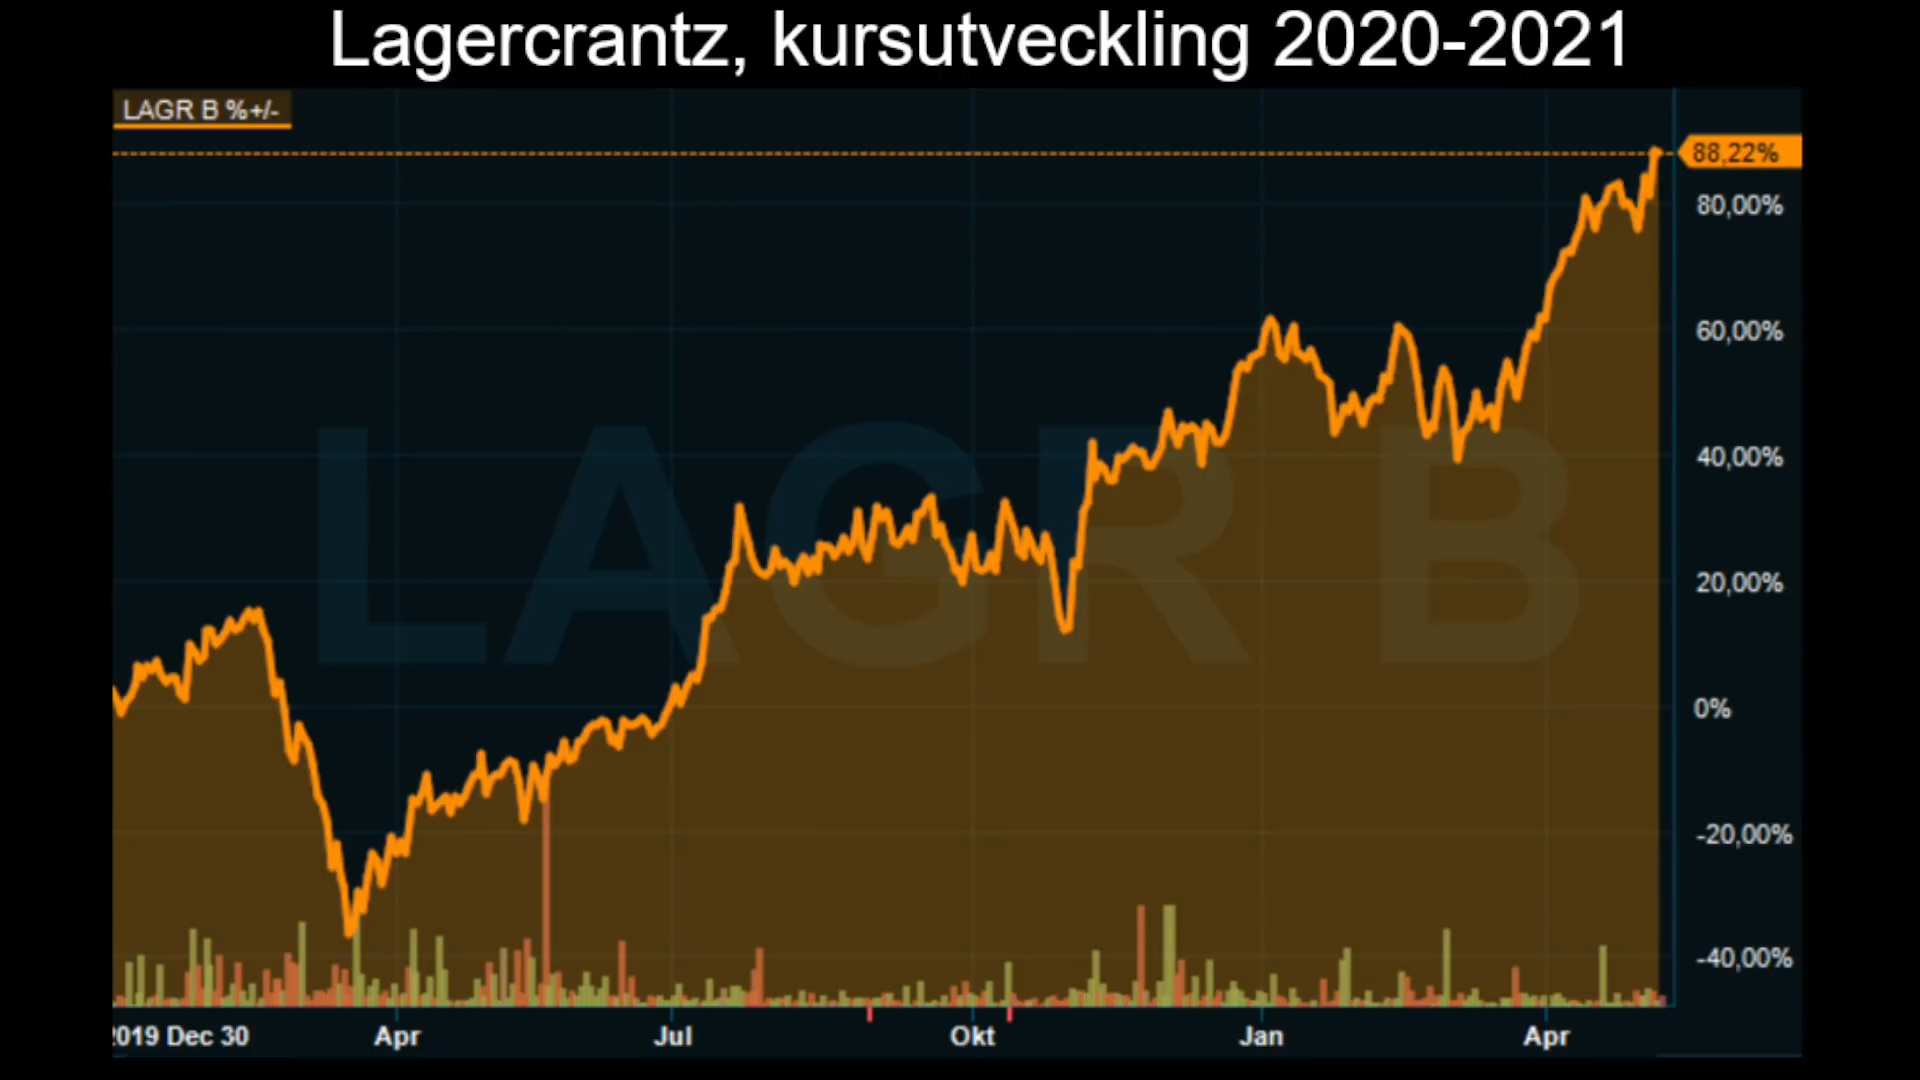 Lagercrantz, kursutveckling 2020-2021
LAGR B %+/-
88,22%
80,00%
60,00%
40,00%
20,00%
0%
-20,00%
-40,00%
LAGR B
2019 Dec 30 Apr Jul Okt Jan Apr